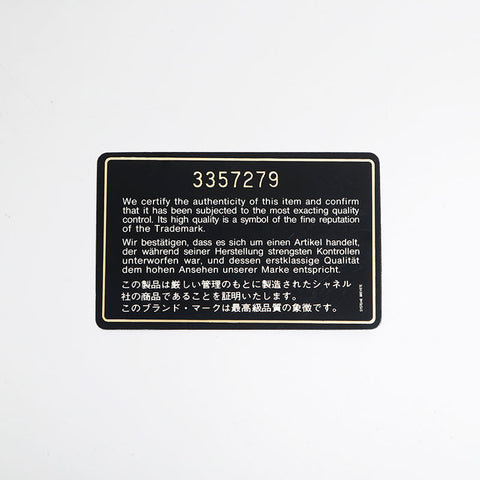 3357279
We certify the authenticity of this item and confirm
that it has been subjected to the most exacting quality
control. Its high quality is a symbol of the fine reputation
of the Trademark.
Wir bestätigen, dass es sich um einen Artikel handelt,
der während seiner Herstellung strengsten Kontrollen
unterworfen war, und dessen erstklassige Qualität
dem hohen Ansehen unserer Marke entspricht.
この製品は厳しい管理のもとに製造されたシャネル
社の商品であることを証明いたします。
このブランド・マークは最高級品質の象徴です。